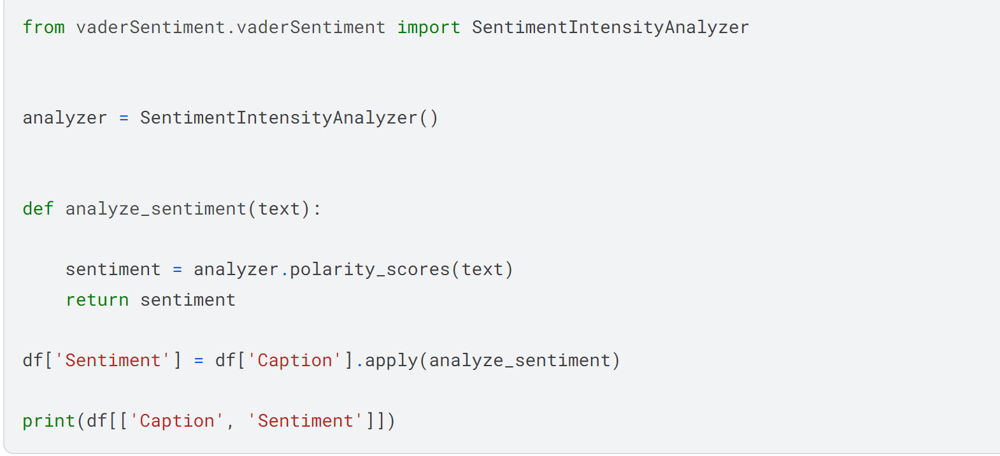 from vaderSentiment.vaderSentiment import SentimentIntensityAnalyzer
analyzer = SentimentIntensityAnalyzer()
def analyze_sentiment(text):
    sentiment = analyzer.polarity_scores(text)
    return sentiment
df['Sentiment'] = df['Caption'].apply(analyze_sentiment)
print(df[['Caption', 'Sentiment']])